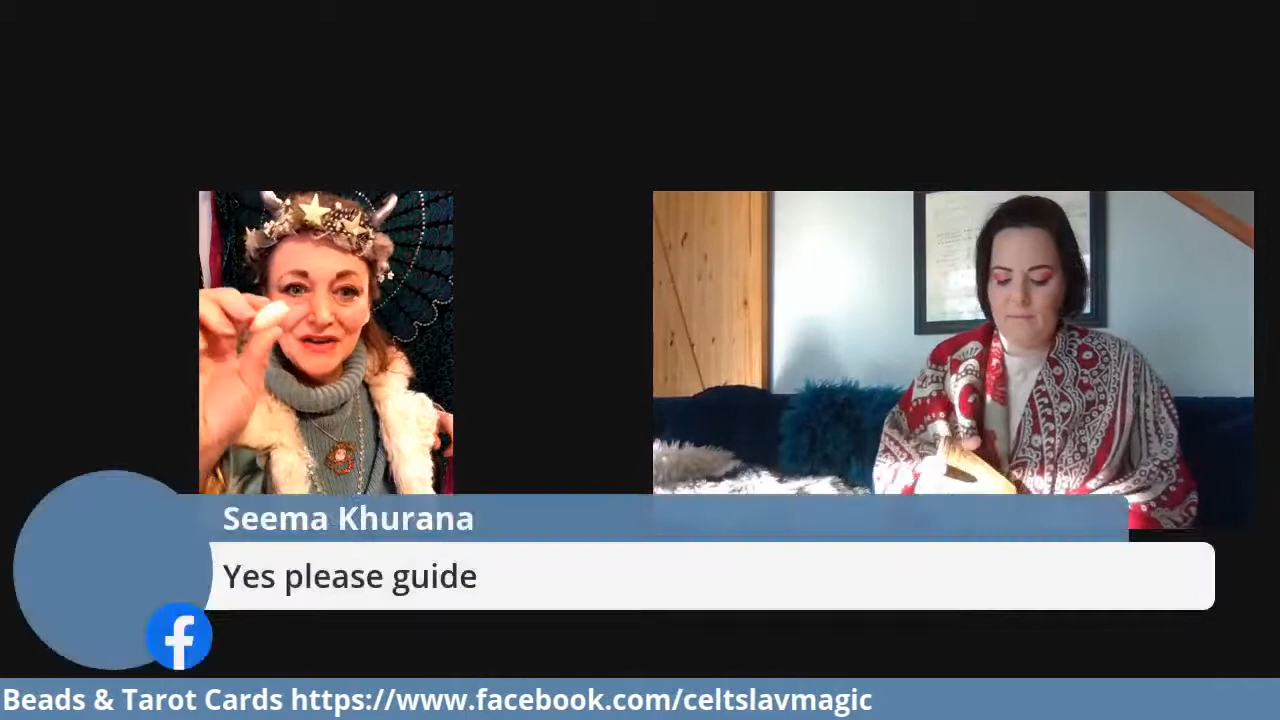 Seema Khurana
Yes please guide
Beads & Tarot Cards https://www.facebook.com/celtslavmagic